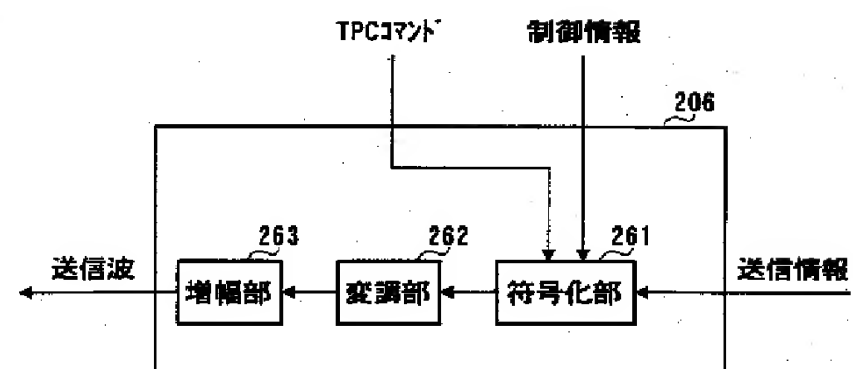 TPCコマンド
制御情報
206
263
262
261
送信波
増幅部
変調部
符号化部
送信情報